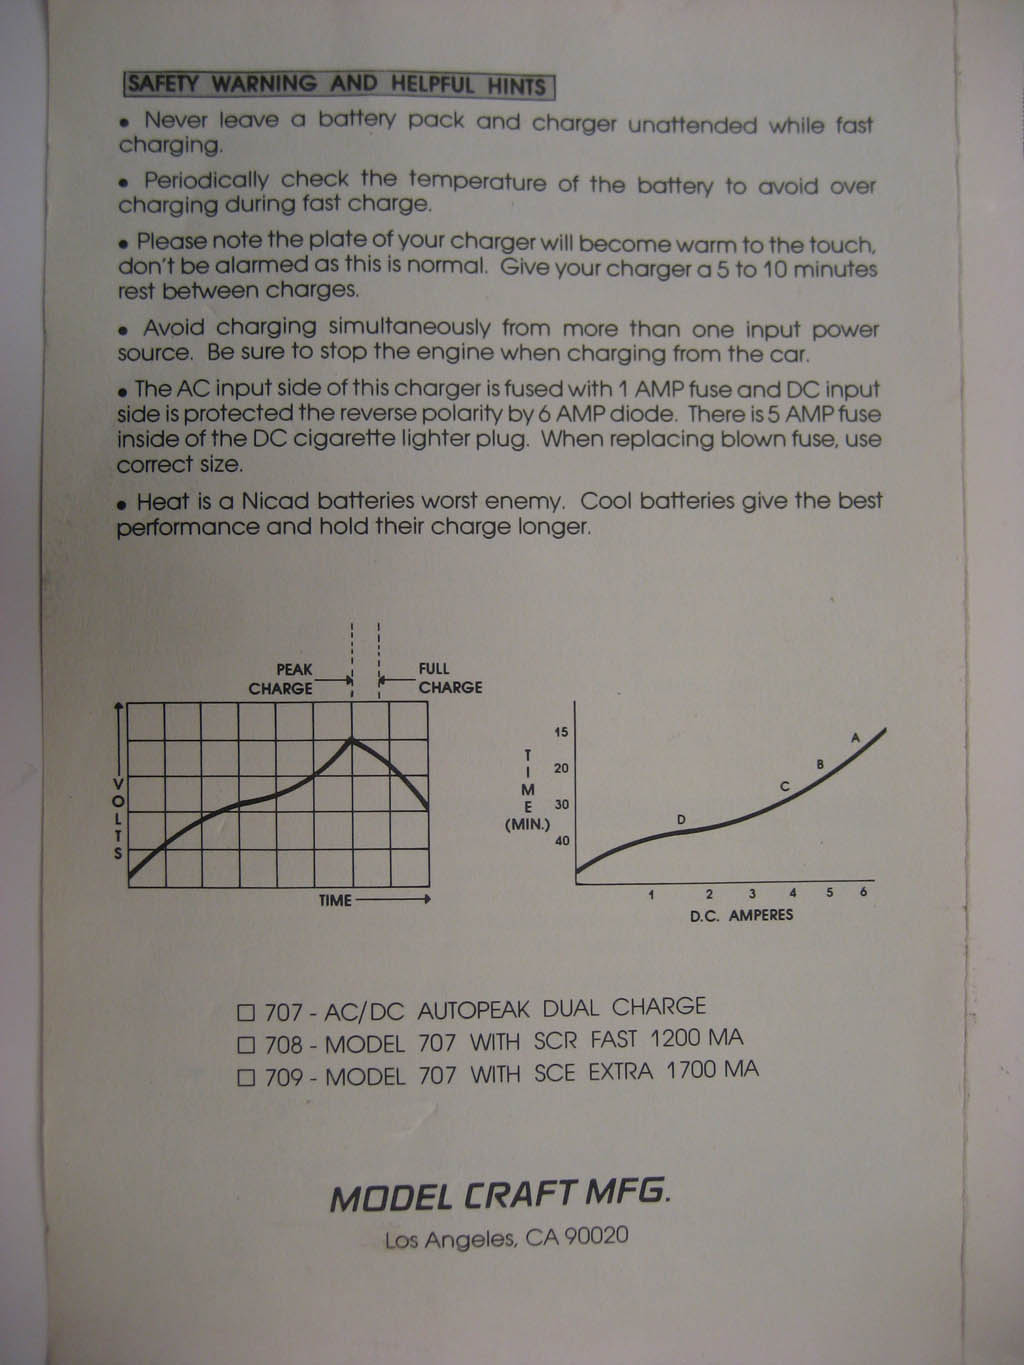 SAFETY WARNING AND HELPFUL HINTS
• Never leave a battery pack and charger unattended while fast
charging.
• Periodically check the temperature of the battery to avoid over
charging during fast charge.
• Please note the plate of your charger will become warm to the touch,
don't be alarmed as this is normal. Give your charger a 5 to 10 minutes
rest between charges.
• Avoid charging simultaneously from more than one input power
source. Be sure to stop the engine when charging from the car.
• The AC input side of this charger is fused with 1 AMP fuse and DC input
side is protected the reverse polarity by 6 AMP diode. There is 5 AMP fuse
inside of the DC cigarette lighter plug. When replacing blown fuse, use
correct size.
• Heat is a Nicad batteries worst enemy. Cool batteries give the best
performance and hold their charge longer.
PEAK
CHARGE
FULL
CHARGE
VOLTS
TIME
TIME
(MIN.)
15
20
30
40
A
B
C
D
1 2 3 4 5 6
D.C. AMPERES
☐ 707 - AC/DC AUTOPEAK DUAL CHARGE
☐ 708 - MODEL 707 WITH SCR FAST 1200 MA
☐ 709 - MODEL 707 WITH SCE EXTRA 1700 MA
MODEL CRAFT MFG.
Los Angeles, CA 90020